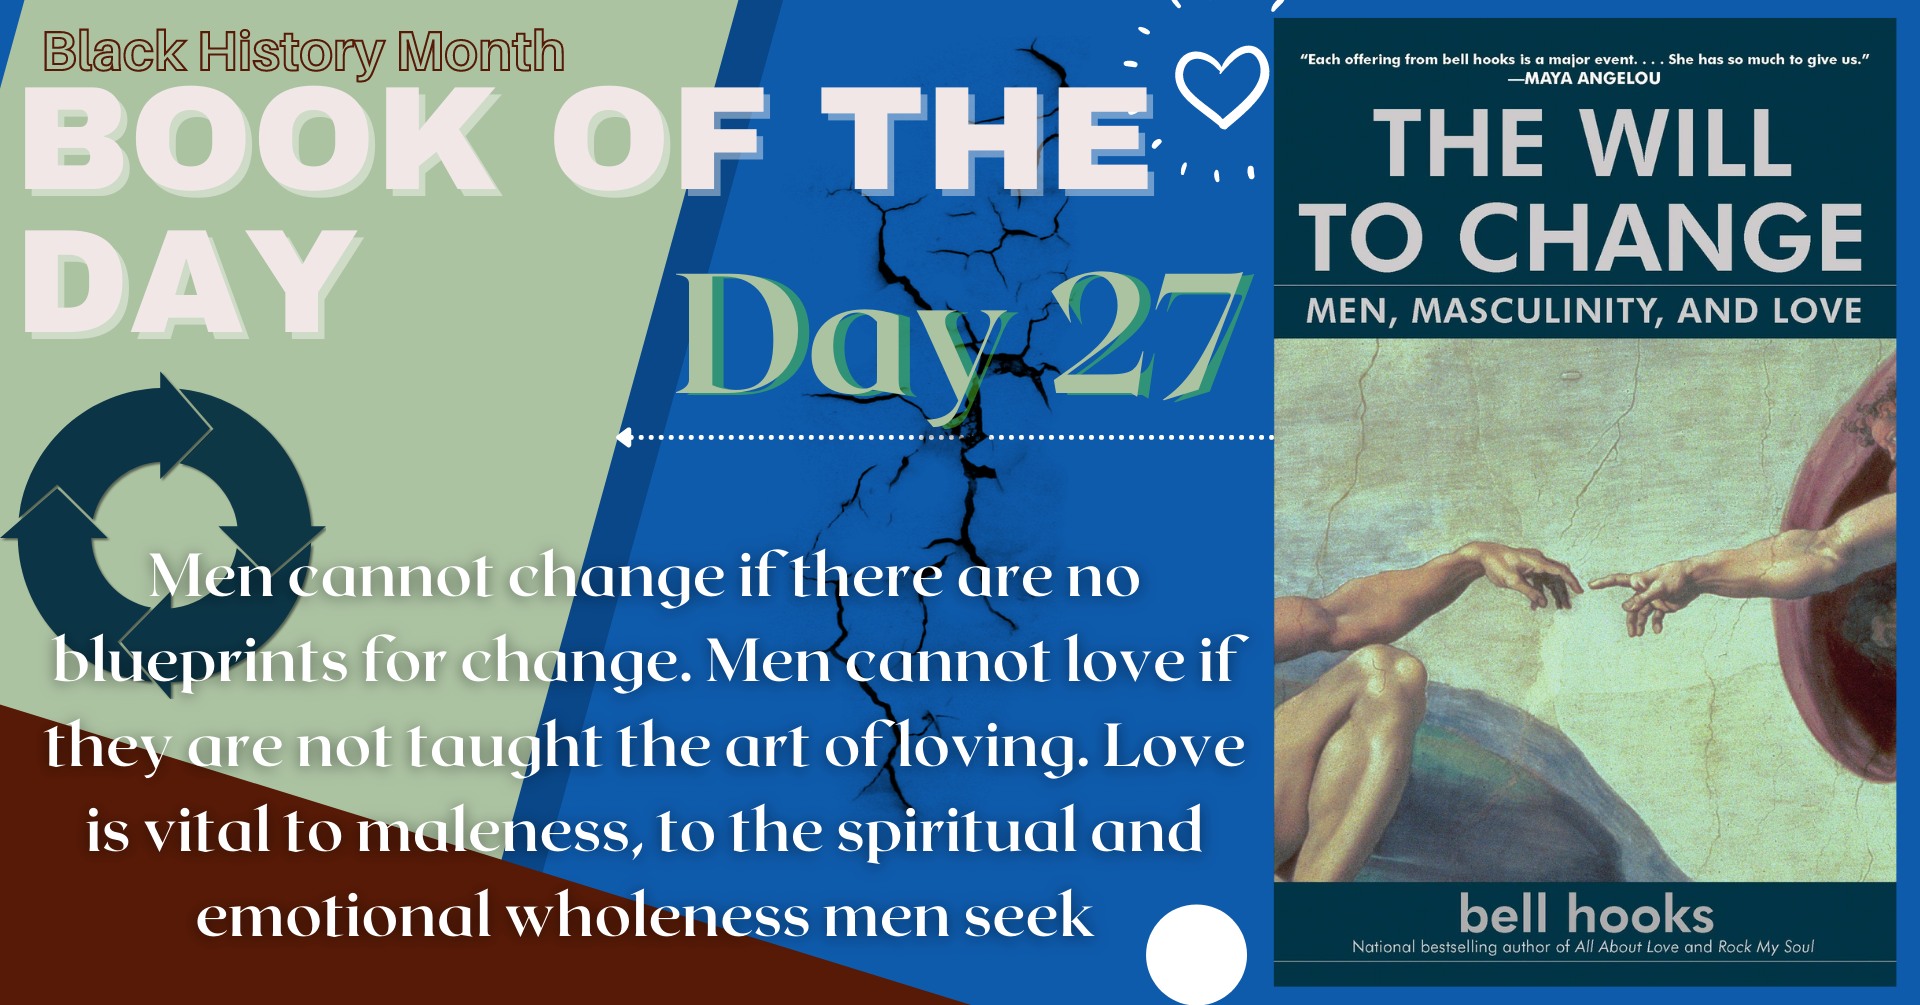 Black History Month
BOOK OF THE
DAY
Day 27
Men cannot change if there are no
blueprints for change. Men cannot love if
they are not taught the art of loving. Love
is vital to maleness, to the spiritual and
emotional wholeness men seek
“Each offering from bell hooks is a major event. . . . She has so much to give us.”
—MAYA ANGELOU
THE WILL
TO CHANGE
MEN, MASCULINITY, AND LOVE
bell hooks
National bestselling author of All About Love and Rock My Soul